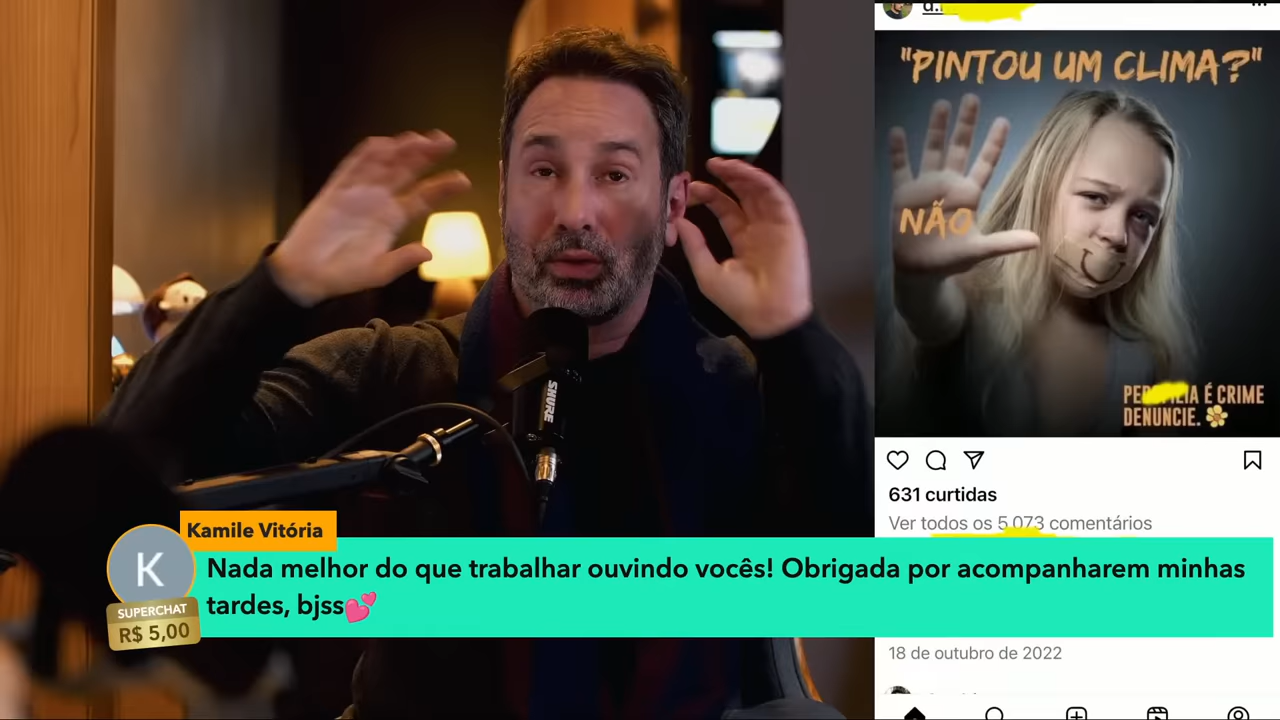 "PINTOU UM CLIMA?"
NÃO
É CRIME
DENUNCIE.
631 curtidas
Ver todos os 5.073 comentários
18 de outubro de 2022
SHURE
Kamile Vitória
K
Nada melhor do que trabalhar ouvindo vocês! Obrigada por acompanharem minhas
tardes, bjss💕
SUPERCHAT
R$ 5,00